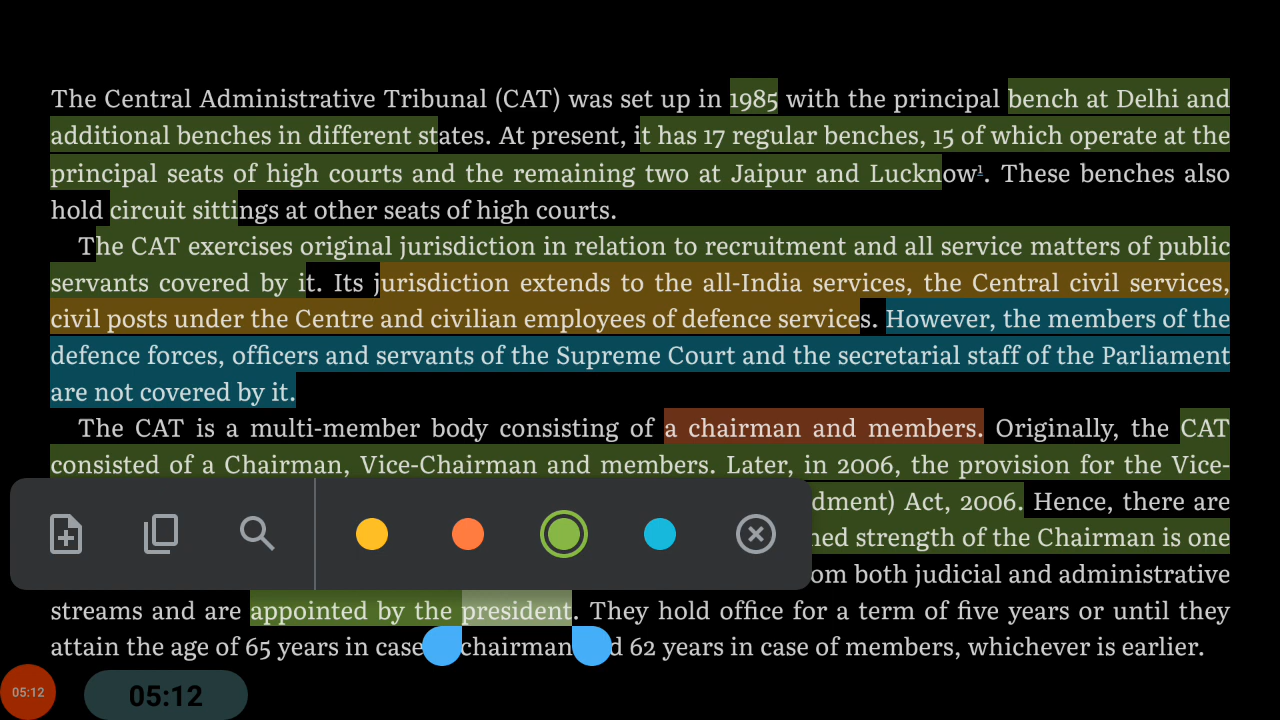 The Central Administrative Tribunal (CAT) was set up in 1985 with the principal bench at Delhi and
additional benches in different states. At present, it has 17 regular benches, 15 of which operate at the
principal seats of high courts and the remaining two at Jaipur and Lucknow¹. These benches also
hold circuit sittings at other seats of high courts.
The CAT exercises original jurisdiction in relation to recruitment and all service matters of public
servants covered by it. Its jurisdiction extends to the all-India services, the Central civil services,
civil posts under the Centre and civilian employees of defence services. However, the members of the
defence forces, officers and servants of the Supreme Court and the secretarial staff of the Parliament
are not covered by it.
The CAT is a multi-member body consisting of a chairman and members. Originally, the CAT
consisted of a Chairman, Vice-Chairman and members. Later, in 2006, the provision for the Vice-
dment) Act, 2006. Hence, there are
ned strength of the Chairman is one
om both judicial and administrative
streams and are appointed by the president. They hold office for a term of five years or until they
attain the age of 65 years in case chairman d 62 years in case of members, whichever is earlier.
05:12
05:12